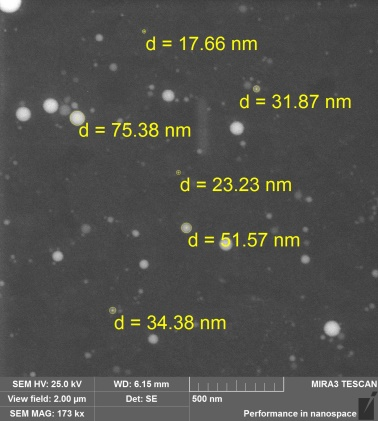 d = 17.66 nm
d = 31.87 nm
d = 75.38 nm
d = 23.23 nm
d = 51.57 nm
d = 34.38 nm
SEM HV: 25.0 kV WD: 6.15 mm MIRA3 TESCAN
View field: 2.00 µm Det: SE 500 nm
SEM MAG: 173 kx Performance in nanospace